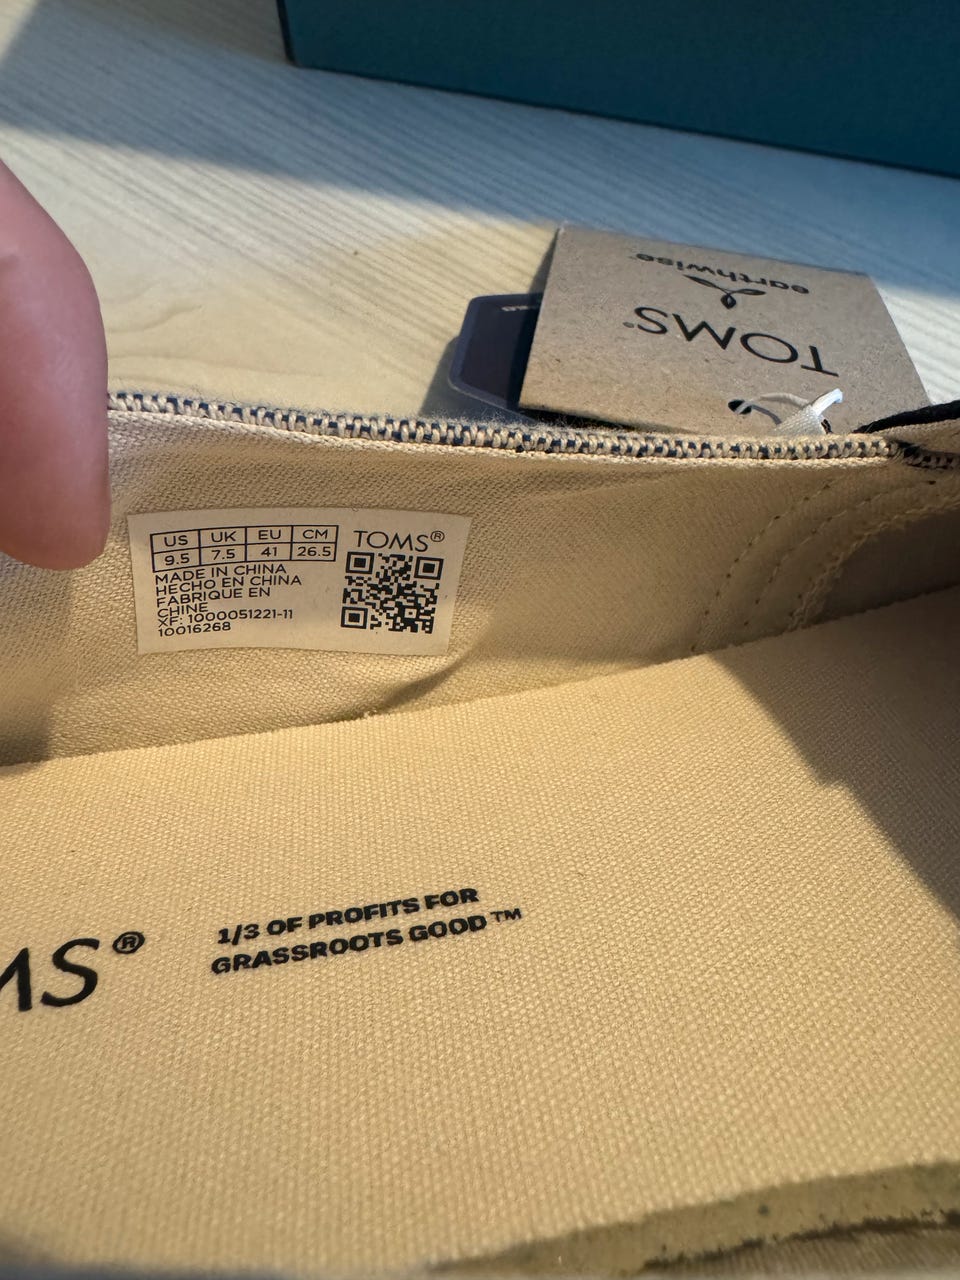 earthwise
TOMS®
US UK EU CM
9.5 7.5 41 26.5
TOMS®
MADE IN CHINA
HECHO EN CHINA
FABRIQUE EN
CHINE
XF: 1000051221-11
10016268
MS®
1/3 OF PROFITS FOR
GRASSROOTS GOOD™